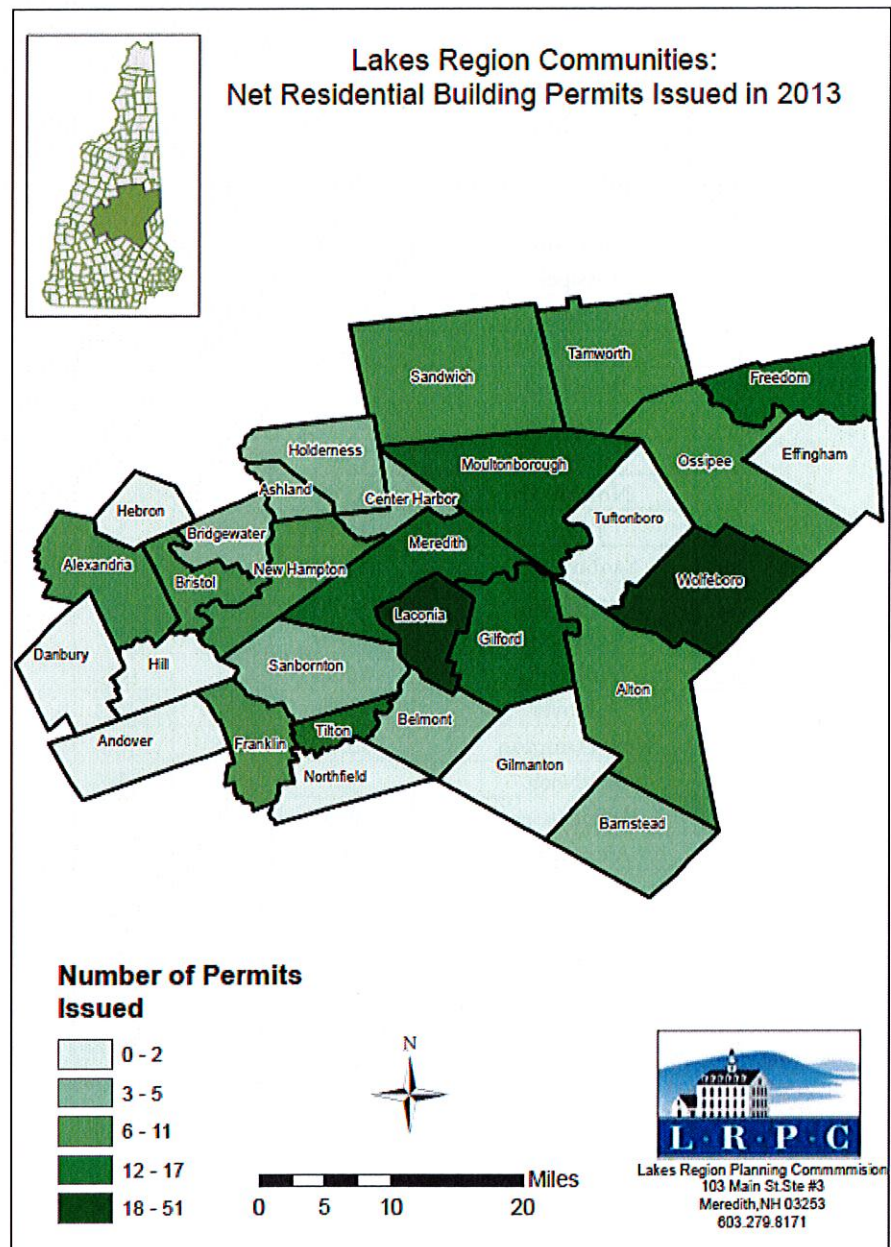 Lakes Region Communities:
Net Residential Building Permits Issued in 2013
Sandwich
Tamworth
Freedom
Holderness
Moultonborough
Ossipee
Effingham
Ashland
Center Harbor
Hebron
Bridgewater
Tuftonboro
Alexandria
Bristol
New Hampton
Meredith
Wolfeboro
Laconia
Gilford
Danbury
Hill
Sanbornton
Alton
Andover
Franklin
Tilton
Belmont
Northfield
Gilmanton
Barnstead
Number of Permits
Issued
0 - 2
3 - 5
6 - 11
12 - 17
18 - 51
N
Miles
0 5 10 20
L·R·P·C
Lakes Region Planning Commmmision
103 Main St.Ste #3
Meredith,NH 03253
603.279.8171